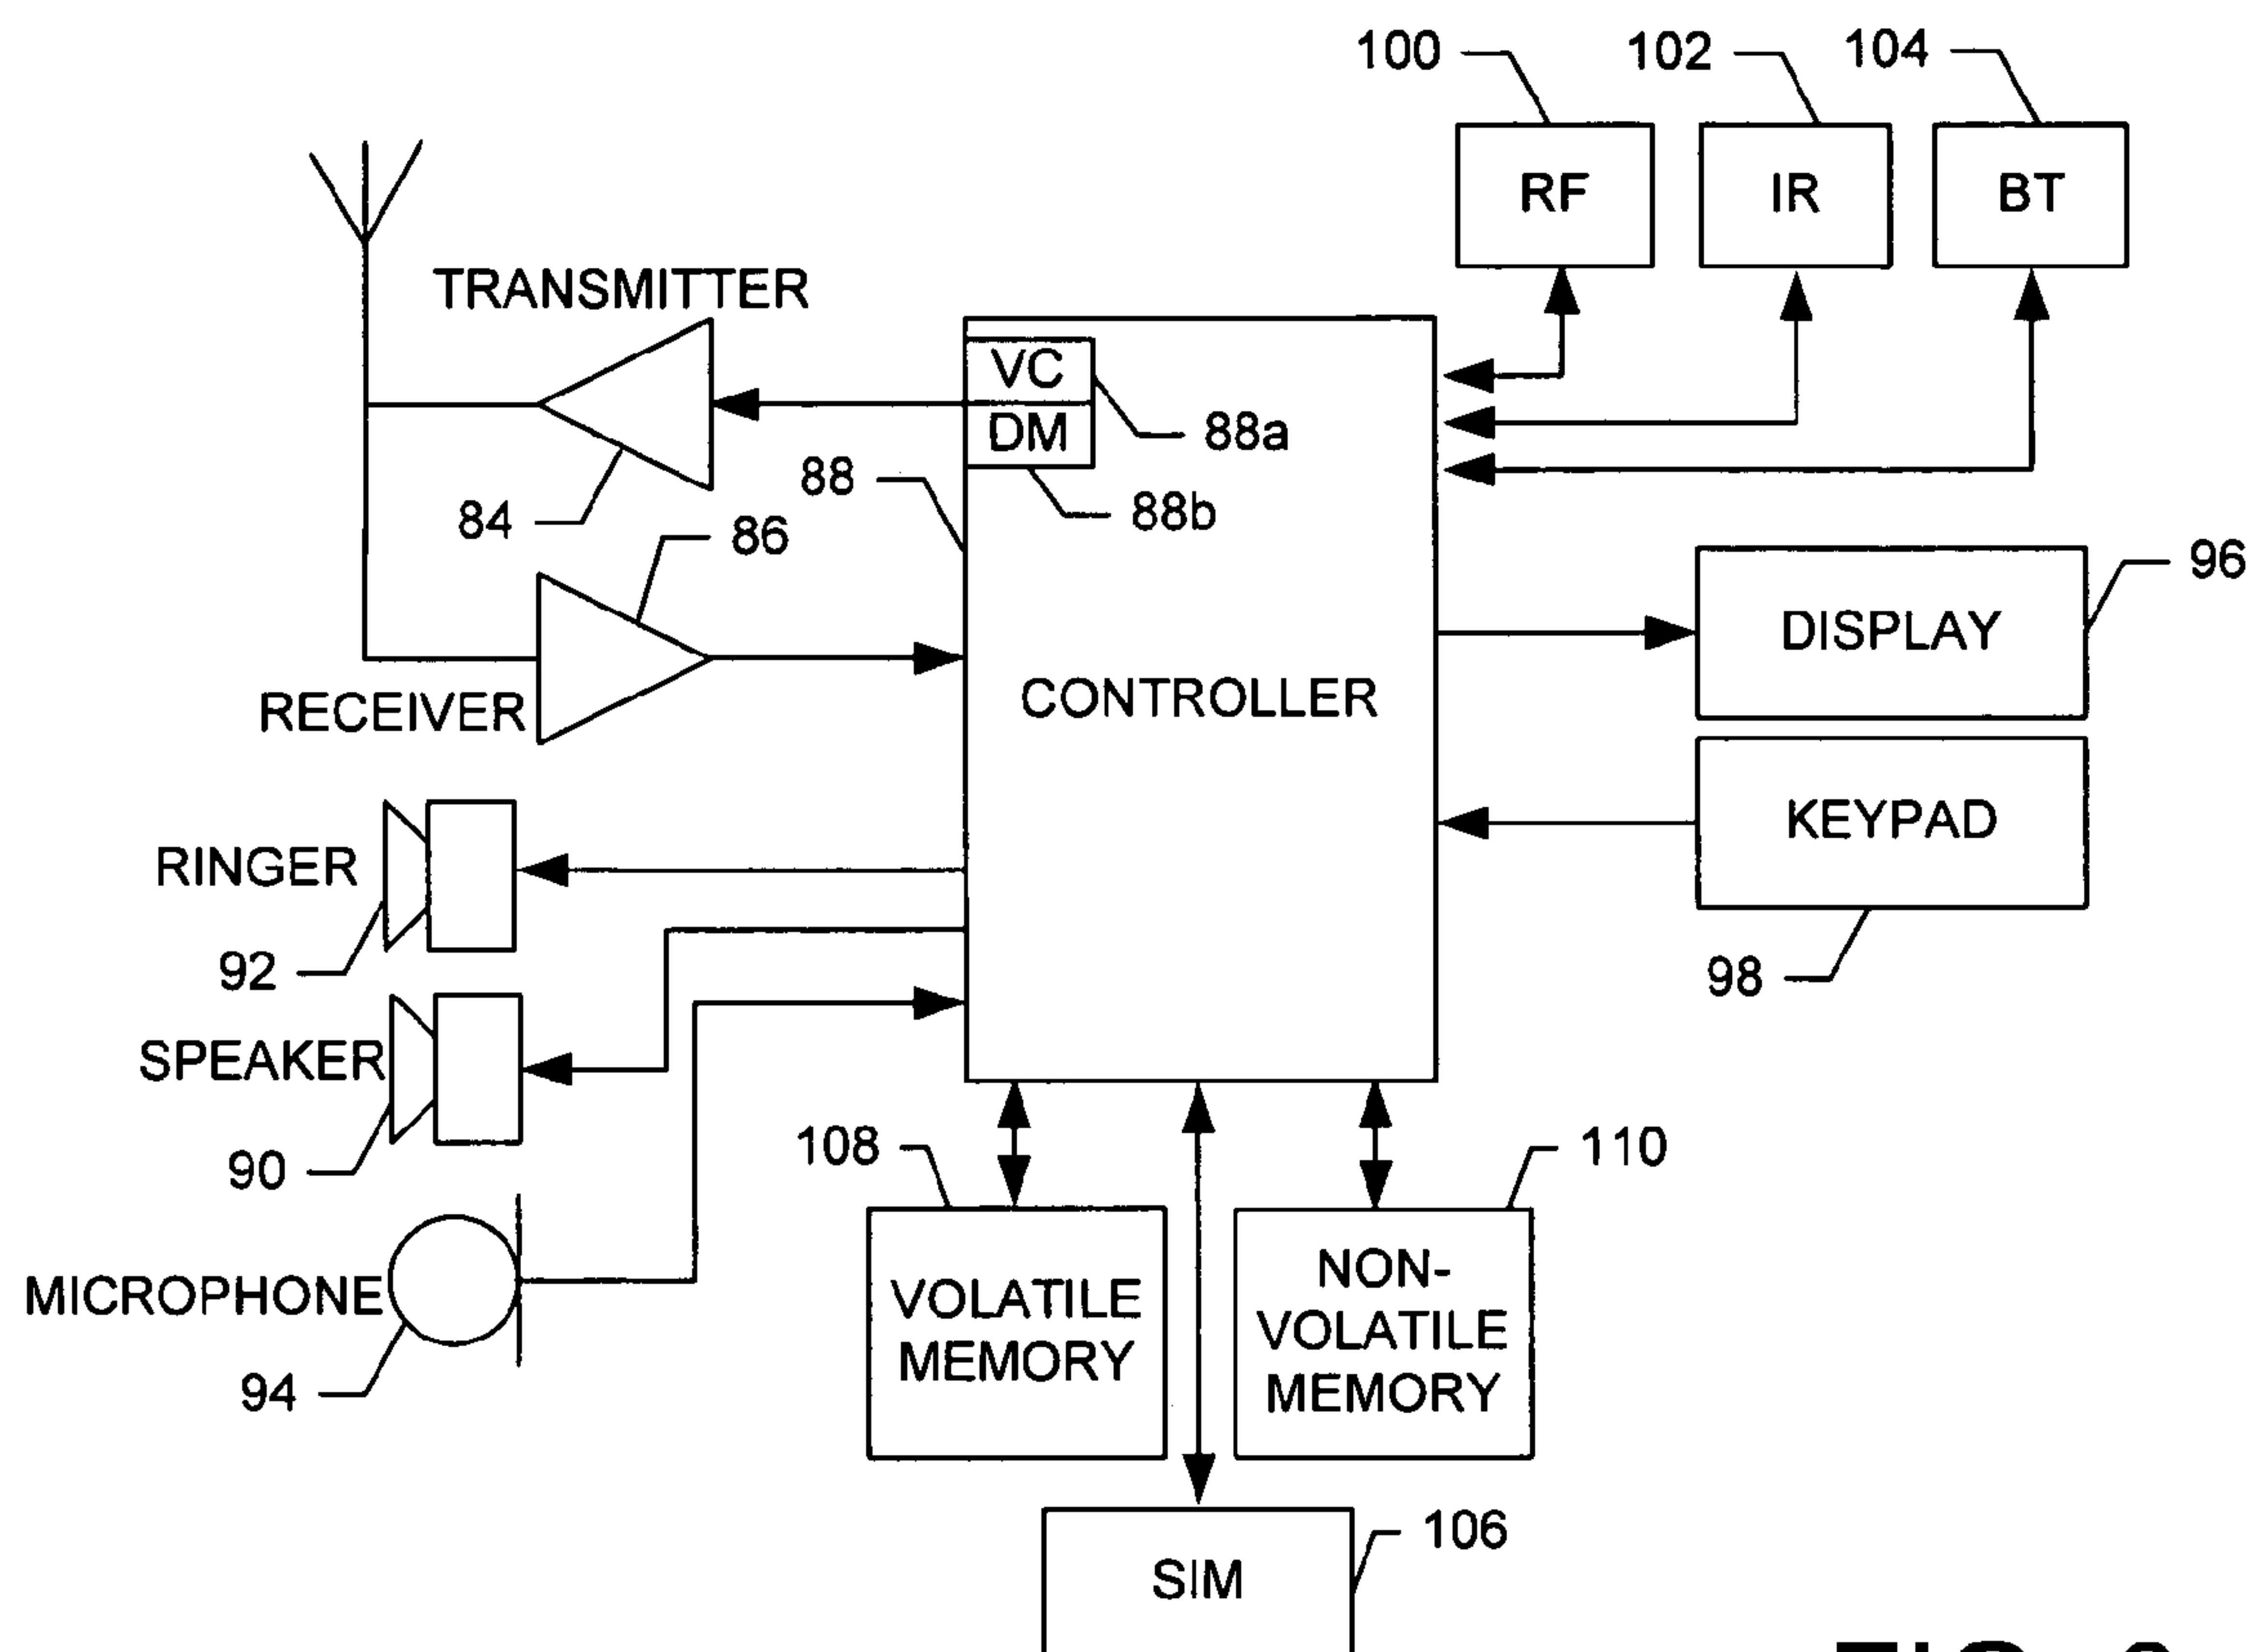 100
102
104
RF
IR
BT
TRANSMITTER
VC
DM
88a
88
88b
84
86
96
DISPLAY
CONTROLLER
RECEIVER
KEYPAD
RINGER
92
98
SPEAKER
90
108
110
MICROPHONE
94
VOLATILE
MEMORY
NON-
VOLATILE
MEMORY
106
SIM